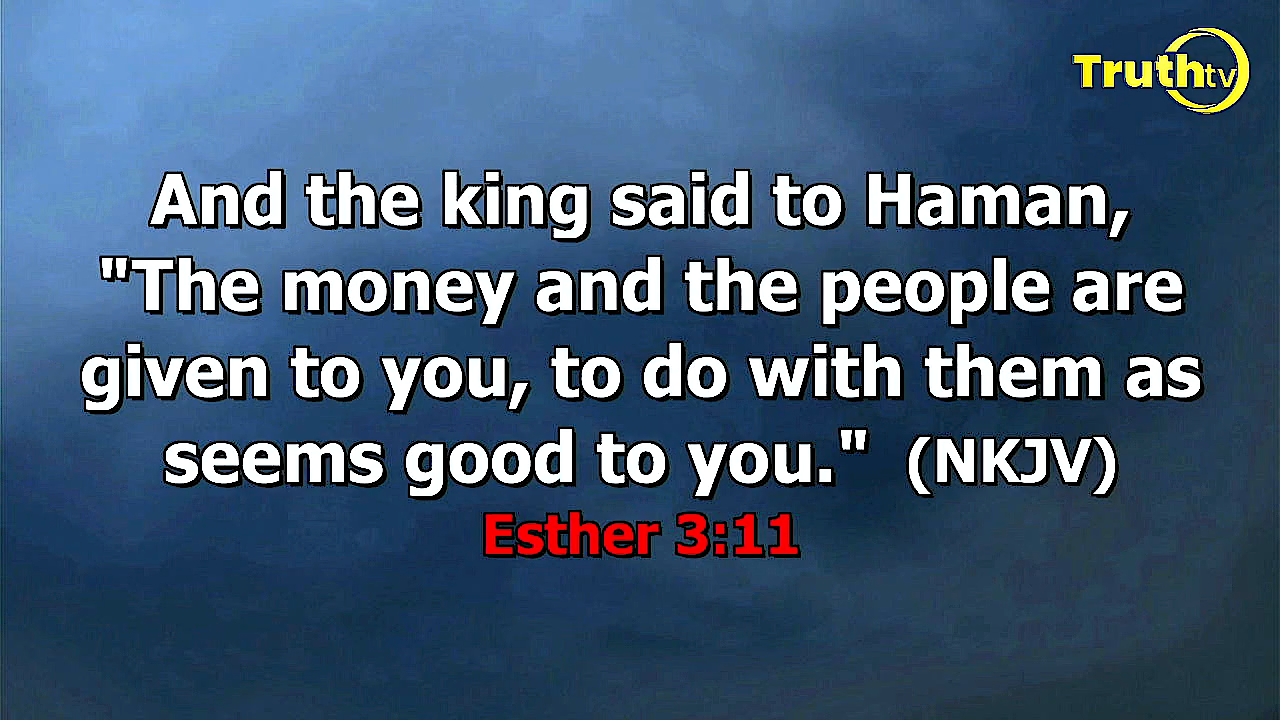 Truthtv
And the king said to Haman,
"The money and the people are
given to you, to do with them as
seems good to you." (NKJV)
Esther 3:11